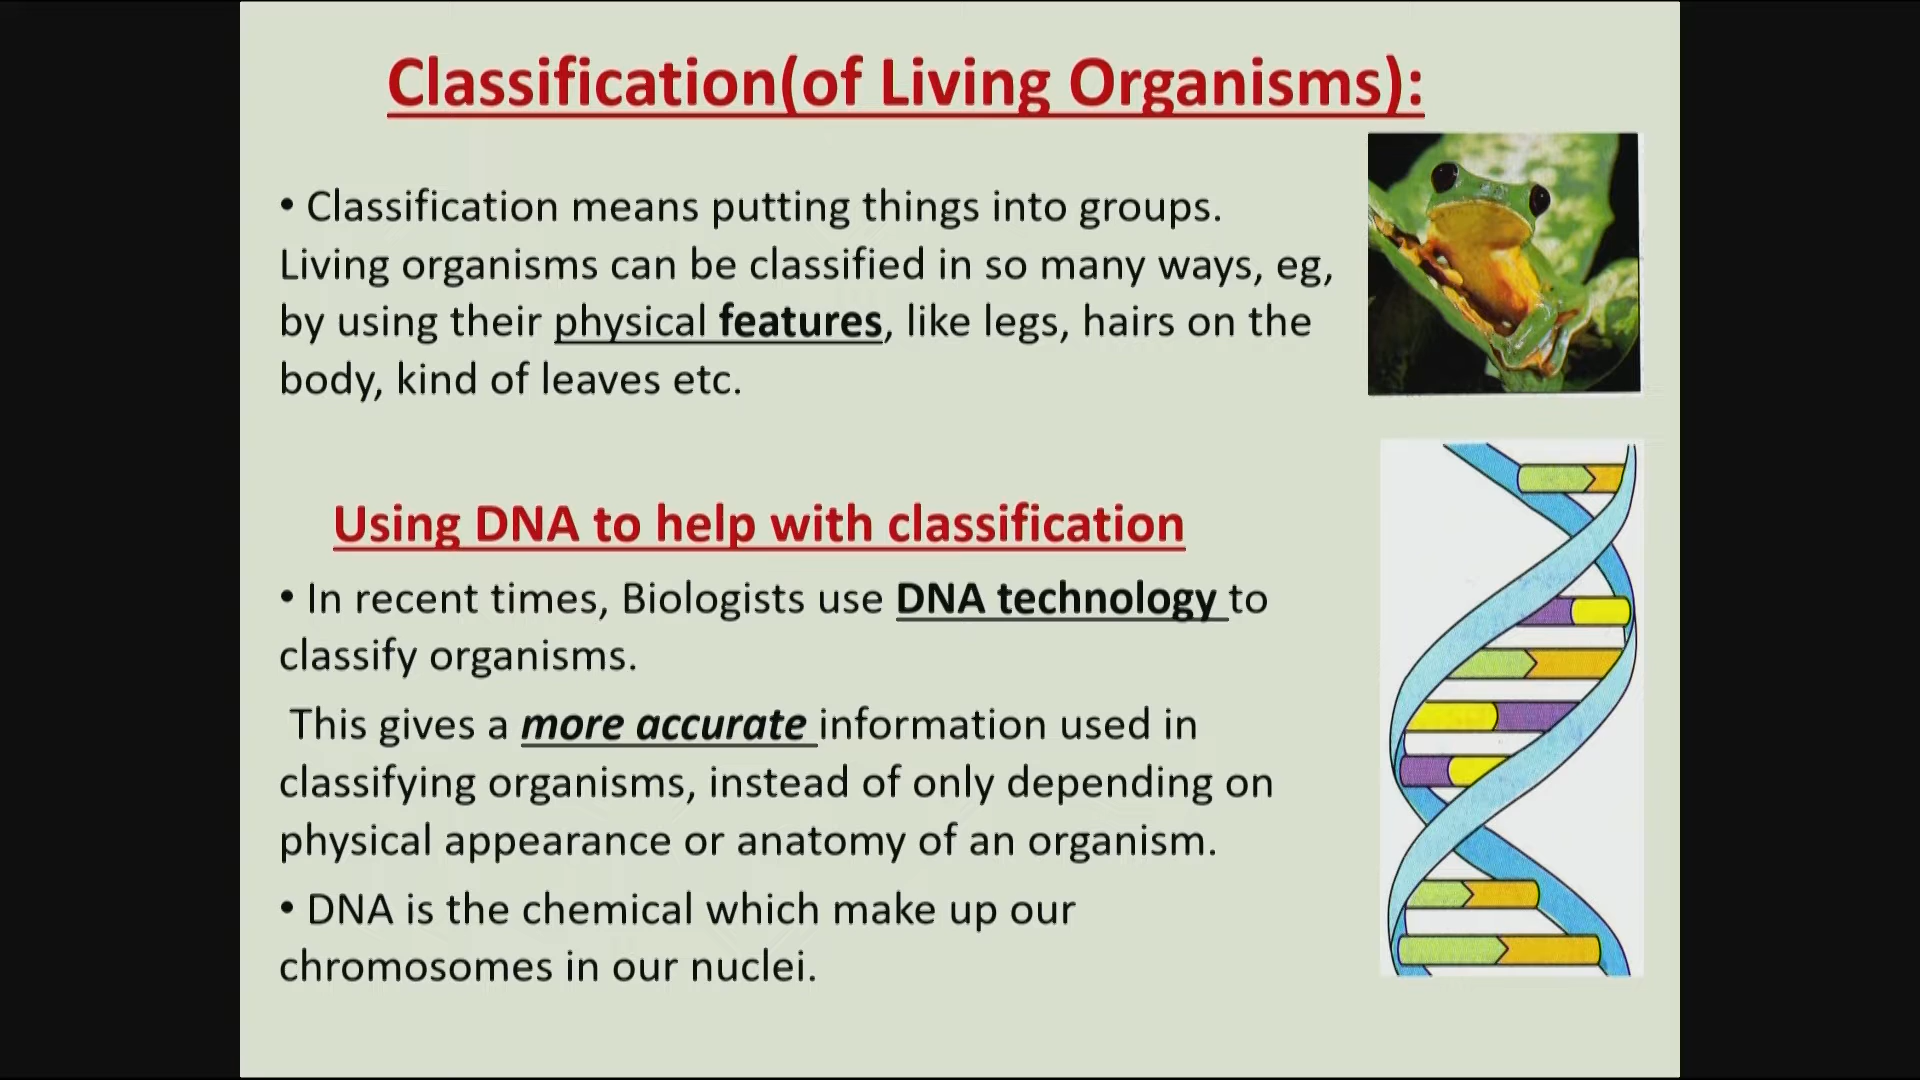 Classification(of Living Organisms):
• Classification means putting things into groups.
Living organisms can be classified in so many ways, eg,
by using their physical features, like legs, hairs on the
body, kind of leaves etc.
Using DNA to help with classification
• In recent times, Biologists use DNA technology to
classify organisms.
This gives a more accurate information used in
classifying organisms, instead of only depending on
physical appearance or anatomy of an organism.
• DNA is the chemical which make up our
chromosomes in our nuclei.